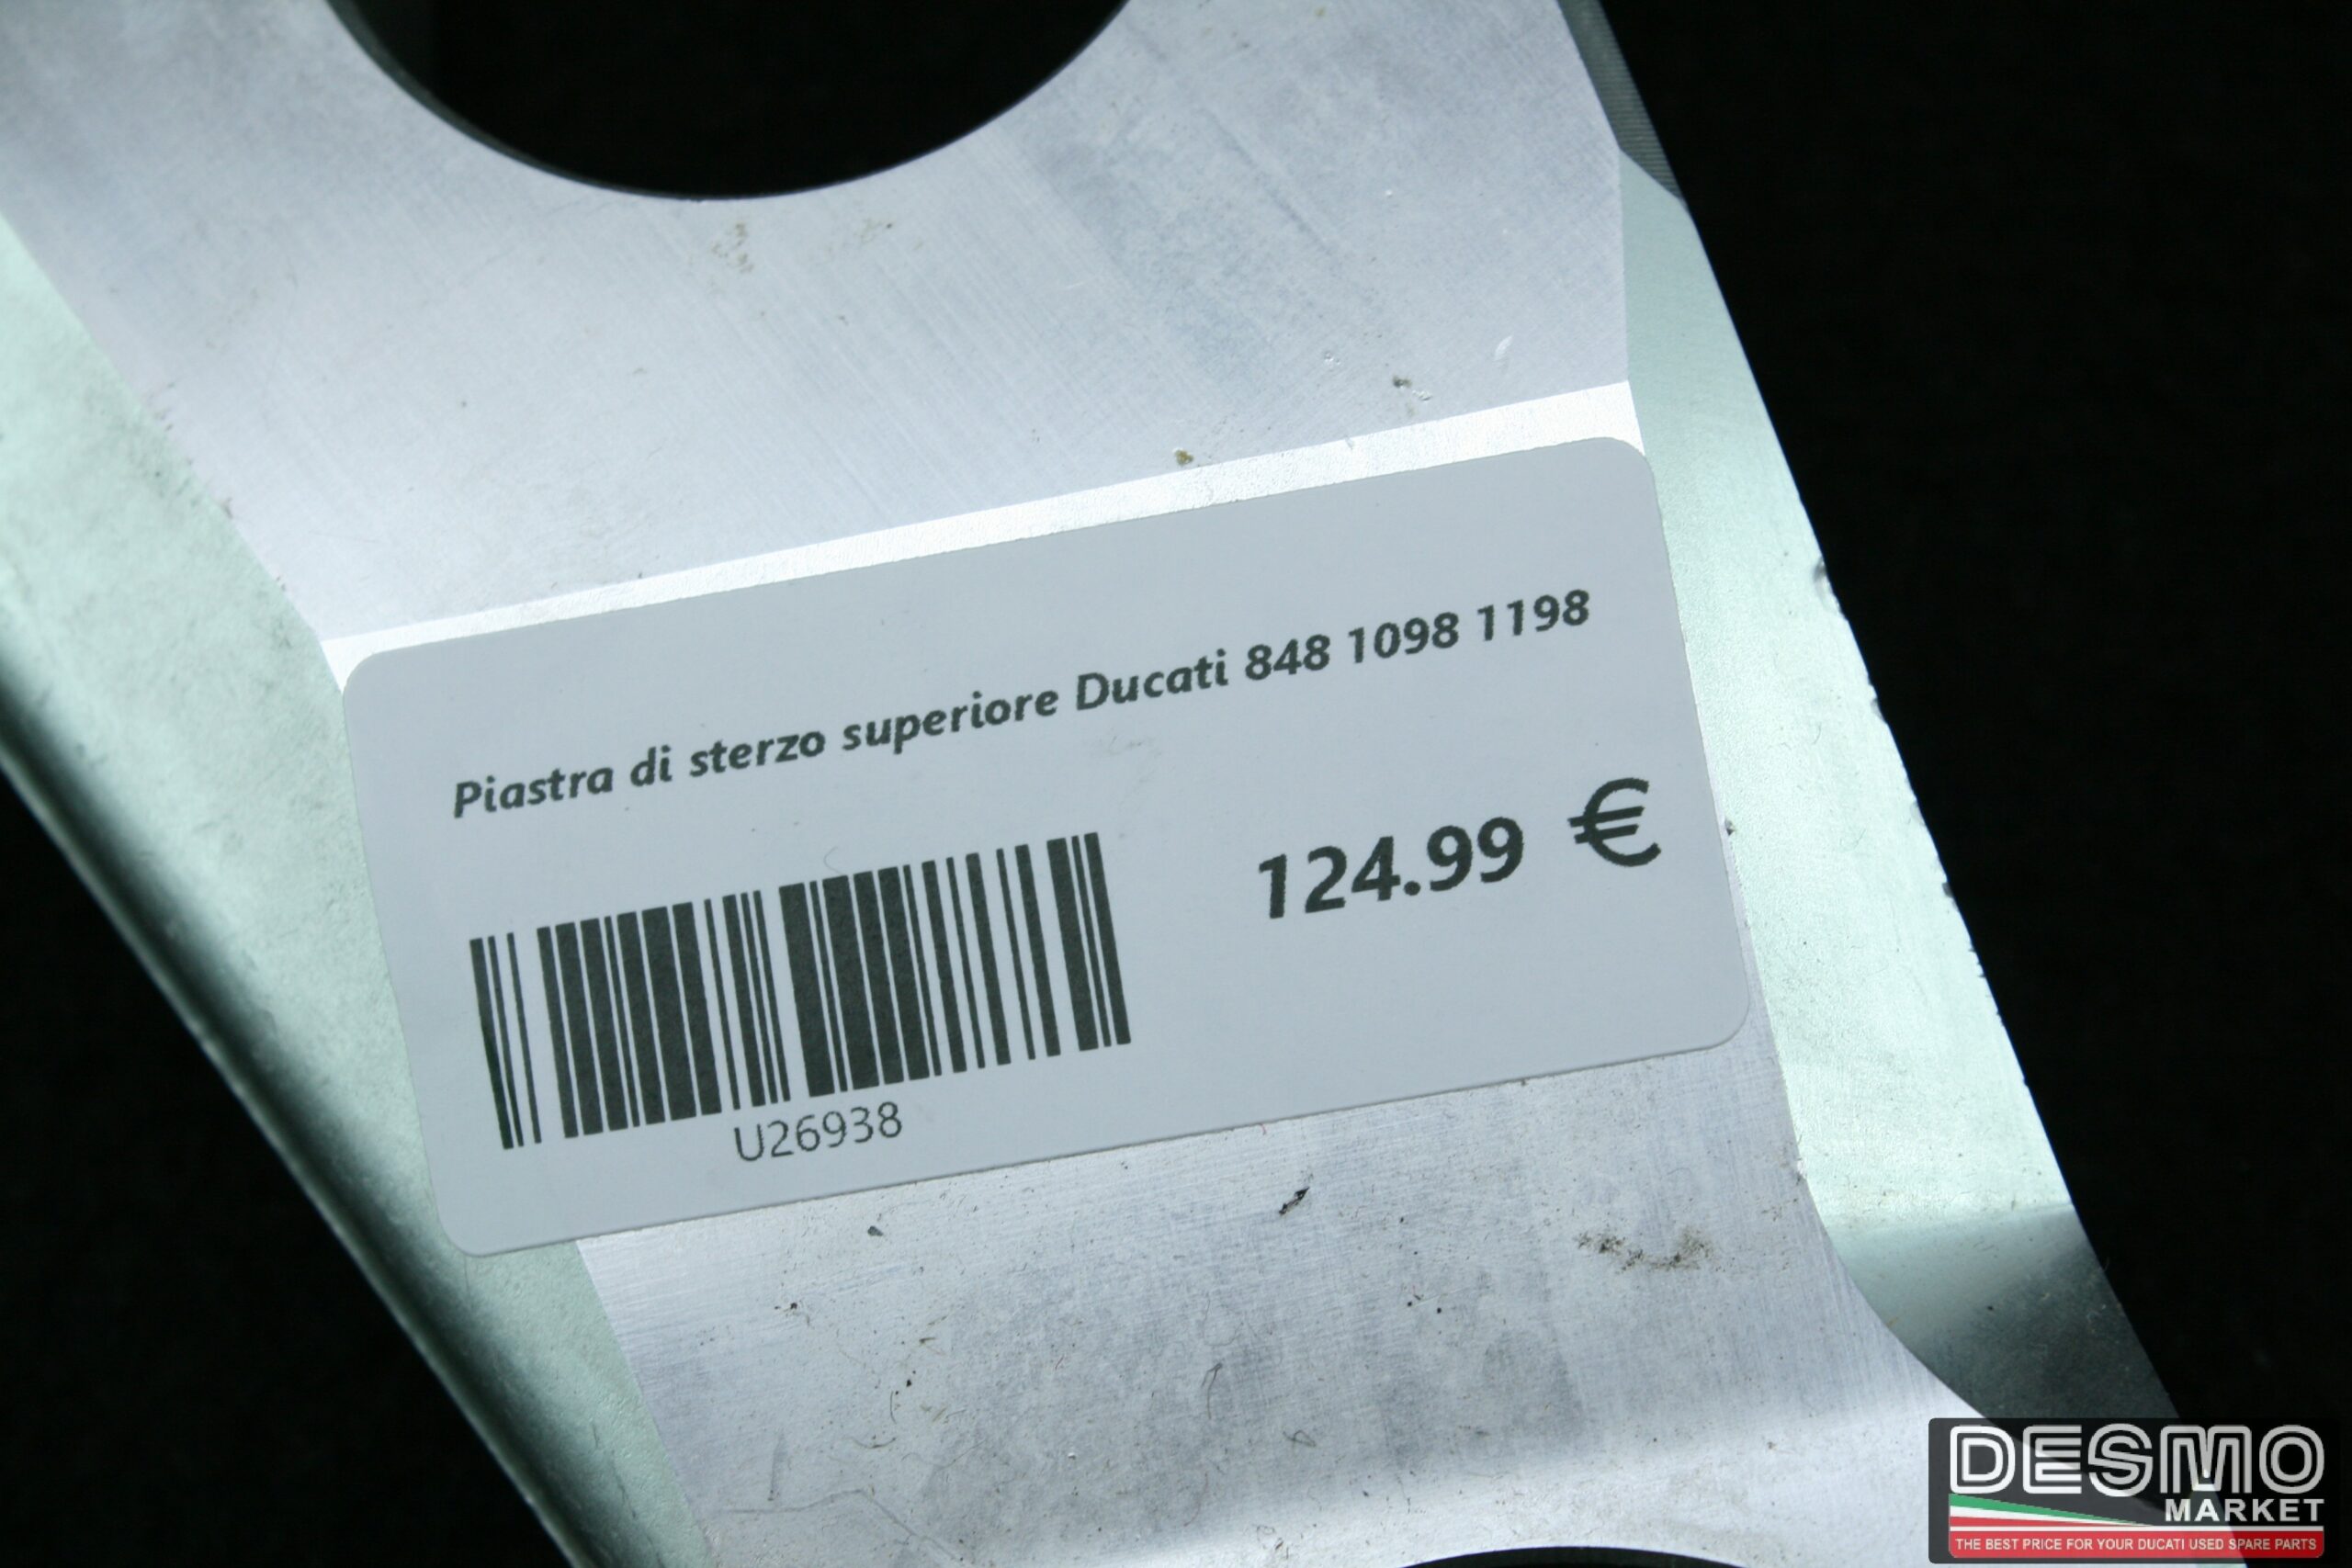 Piastra di sterzo superiore Ducati 848 1098 1198
124.99 €
U26938
DESMO
MARKET
THE BEST PRICE FOR YOUR DUCATI USED SPARE PARTS